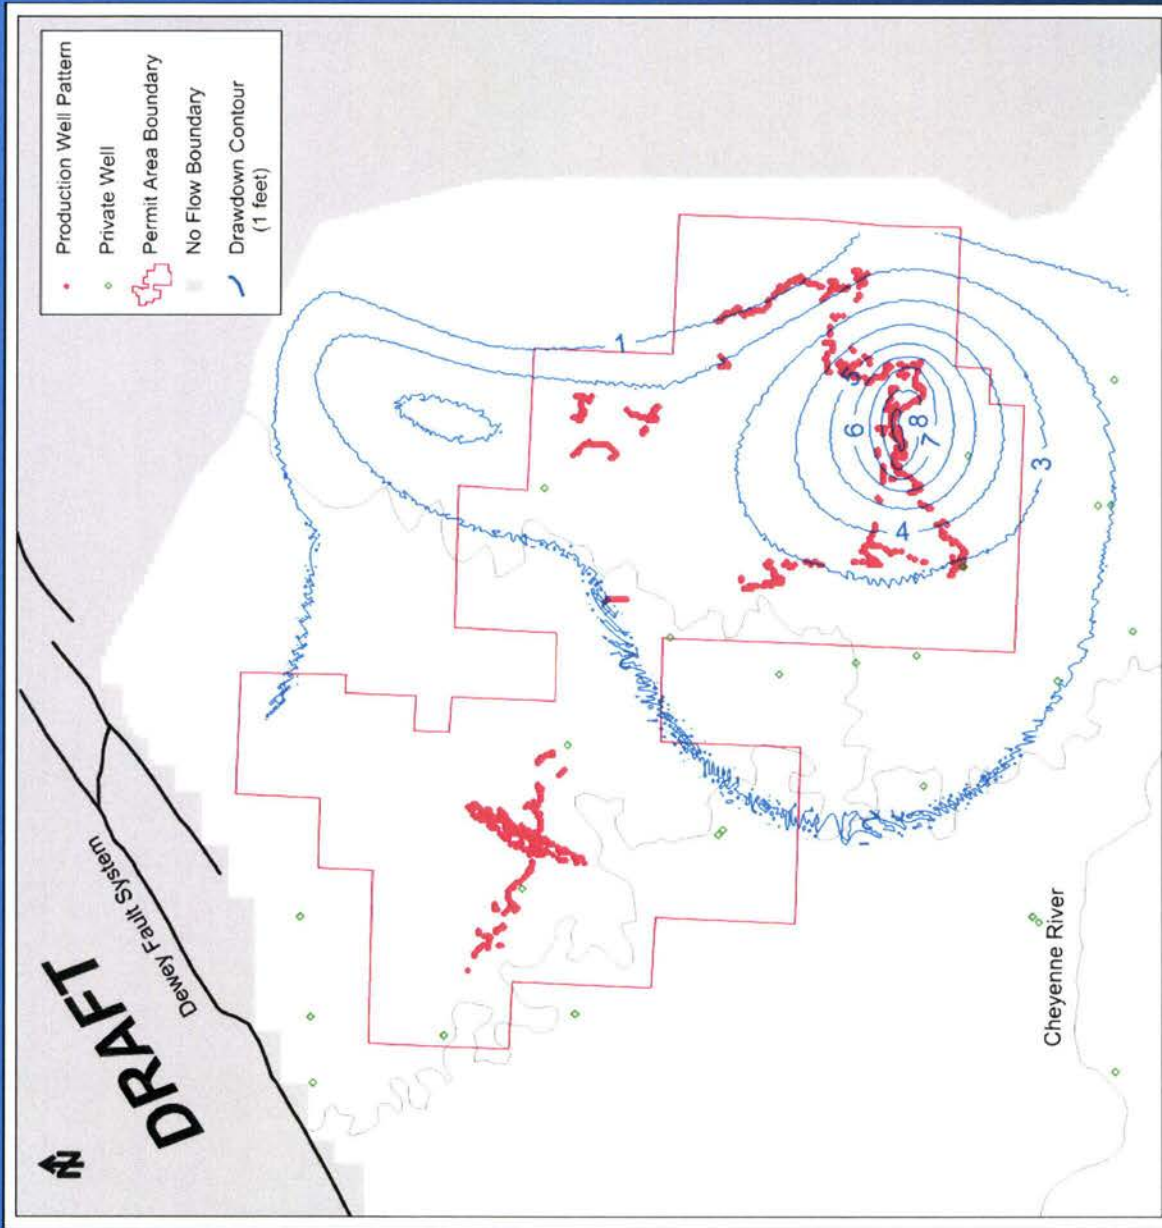 Production Well Pattern
Private Well
Permit Area Boundary
No Flow Boundary
Drawdown Contour
(1 feet)
N
DRAFT
Dewey Fault System
Cheyenne River
1
3
4
5
6
7
8